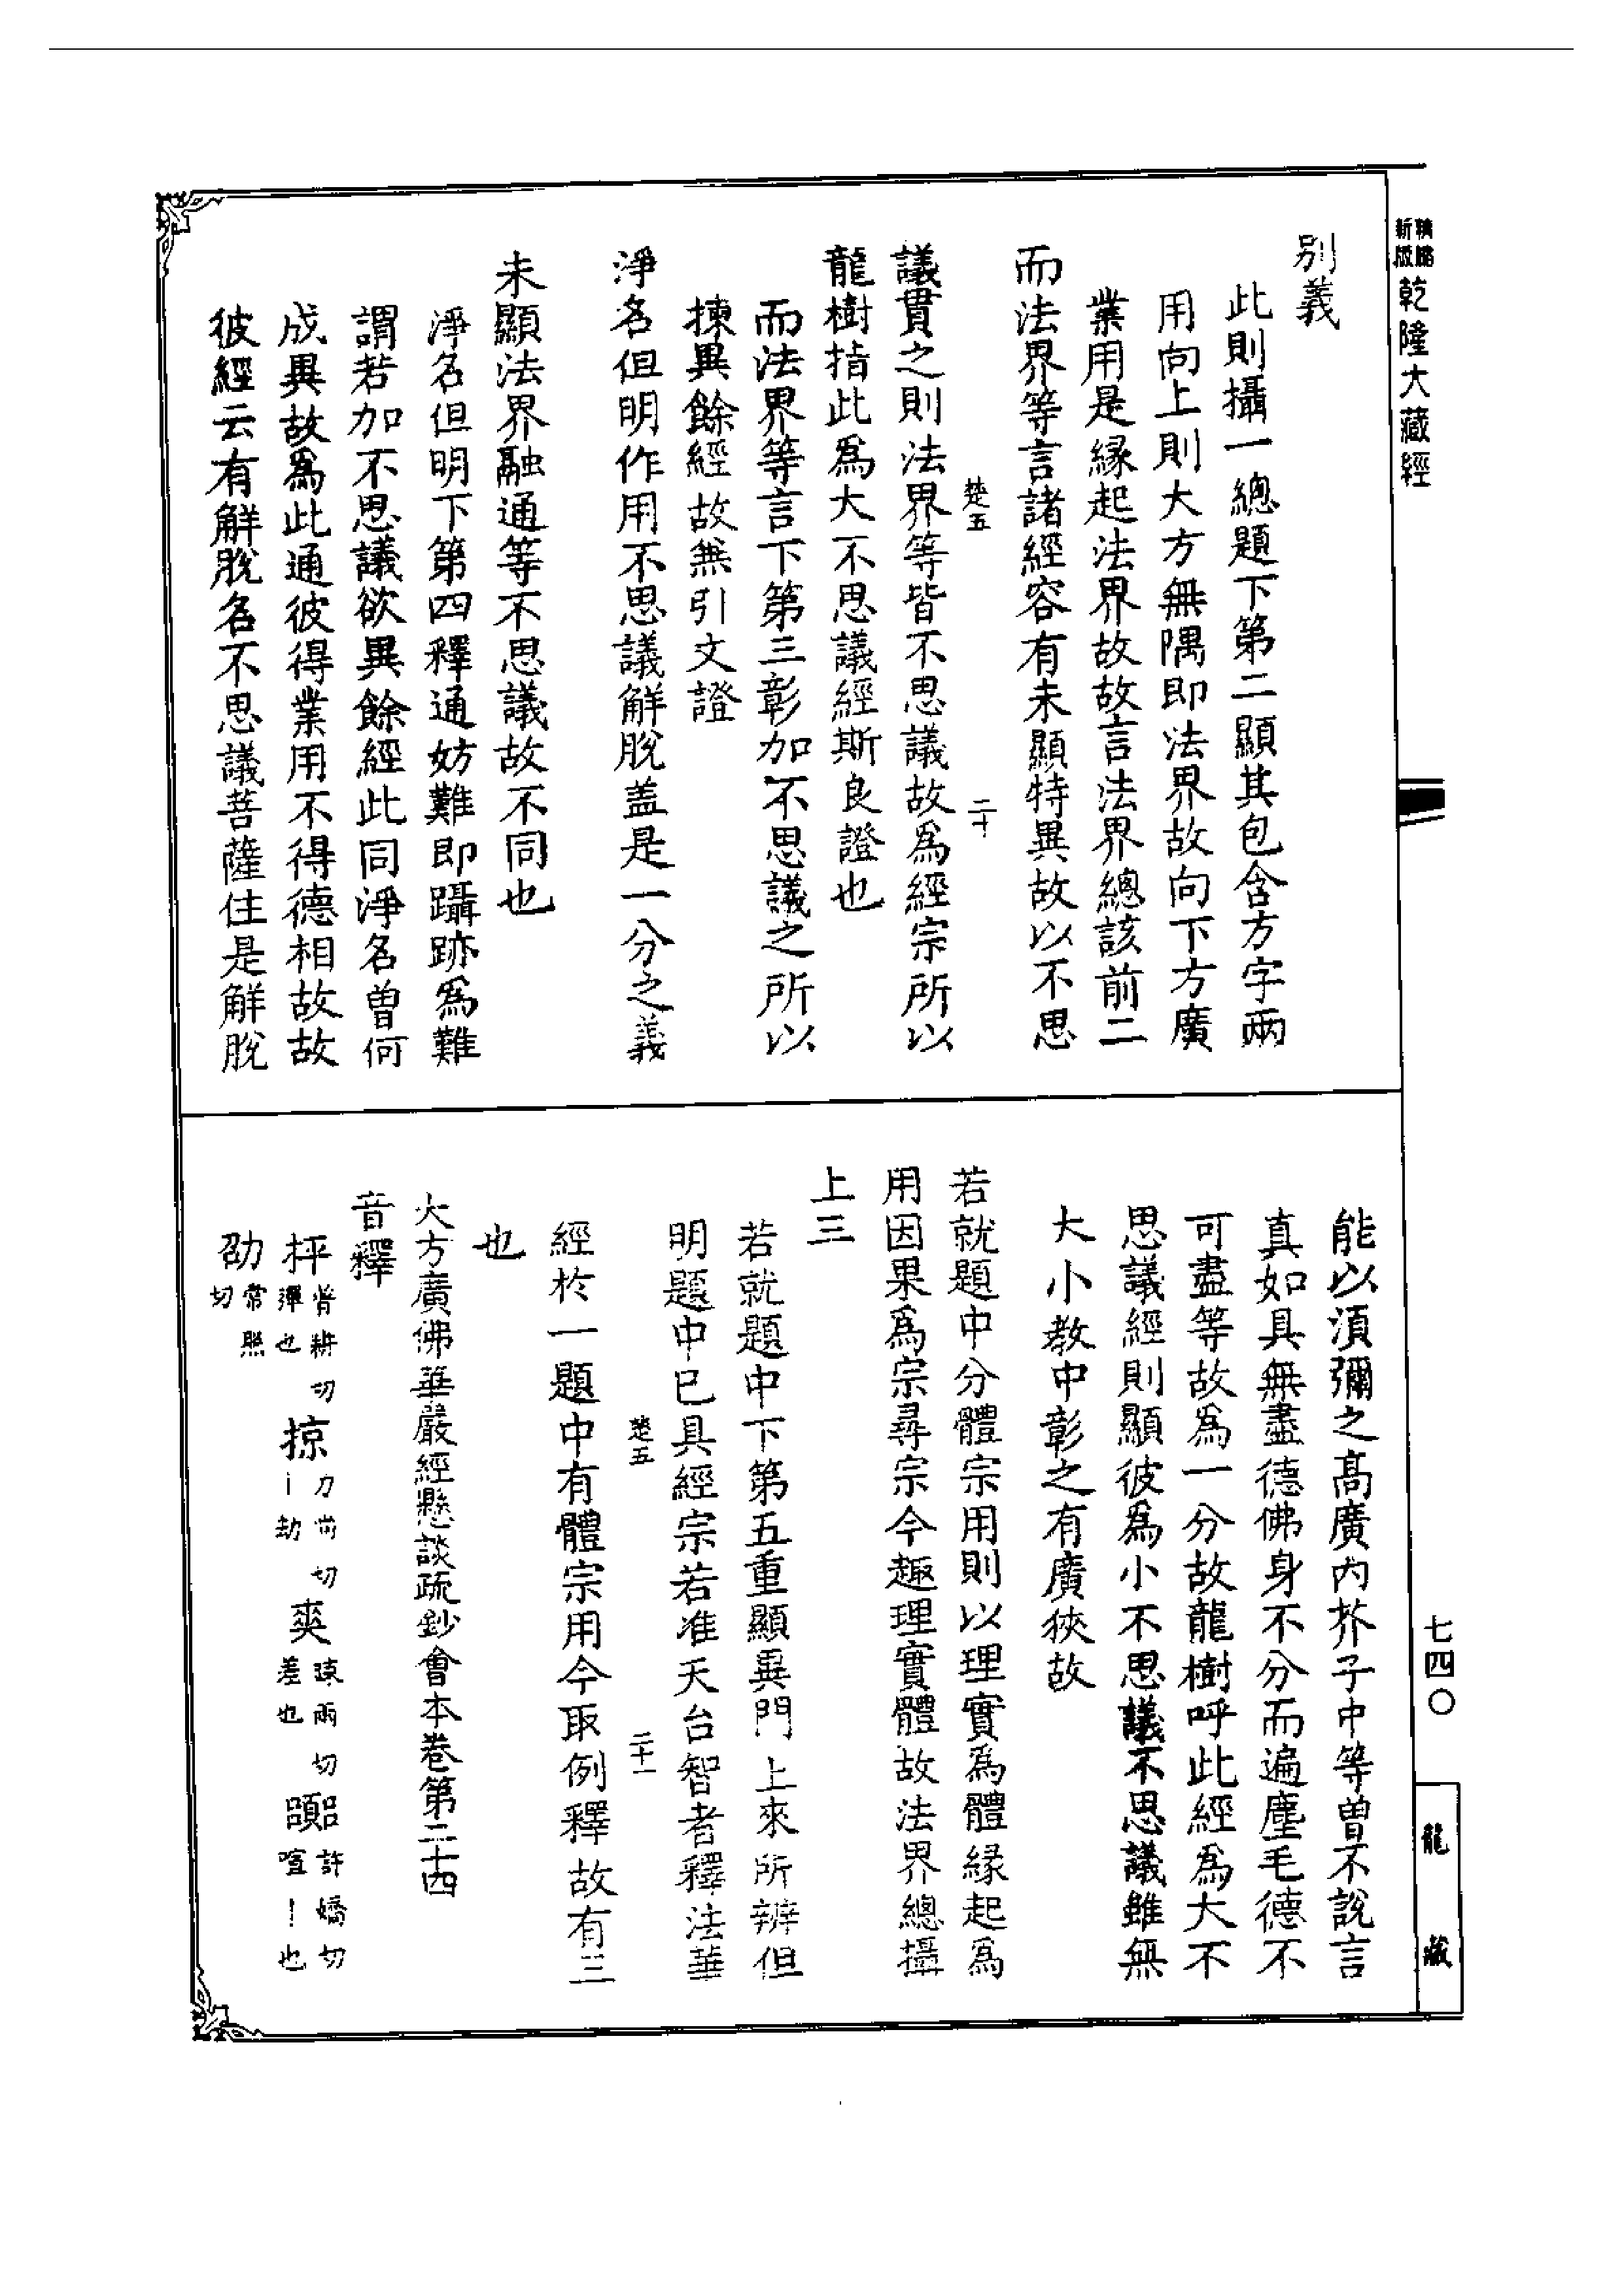 新版
精縮
乾隆大藏經
別義
此則攝一總題下第二顯其包含方字兩
用向上則大方無隅即法界故向下方廣
業用是緣起法界故故言法界總該前二
而法界等言諸經容有未顯特異故以不思
楚五
二十
議貫之則法界等皆不思議故爲經宗所以
龍樹指此爲大不思議經斯良證也
而法界等言下第三彰加不思議之所以
揀異餘經故無引文證
淨名但明作用不思議解脫盖是一分之義
未顯法界融通等不思議故不同也
淨名但明下第四釋通妨難即躡跡爲難
謂若加不思議欲異餘經此同淨名曾何
成異故爲此通彼得業用不得德相故故
彼經云有解脫名不思議菩薩住是解脫
能以須彌之髙廣內芥子中等曾不說言
真如具無盡德佛身不分而遍塵毛德不
可盡等故爲一分故龍樹呼此經爲大不
思議經則顯彼爲小不思議不思議雖無
大小教中彰之有廣狹故
若就題中分體宗用則以理實爲體緣起爲
用因果爲宗尋宗令趣理實體故法界總攝
上三
若就題中下第五重顯異門上來所辨但
明題中已具經宗若准天台智者釋法華
楚五
二十一
經於一題中有體宗用今取例釋故有三
也
大方廣佛華嚴經懸談疏鈔會本卷第二十四
音釋
抨普耕切彈也 掠力尚切｜劫 爽疎兩切差也 䫧許嬌切喧｜也
劭常照切
七四〇
龍藏